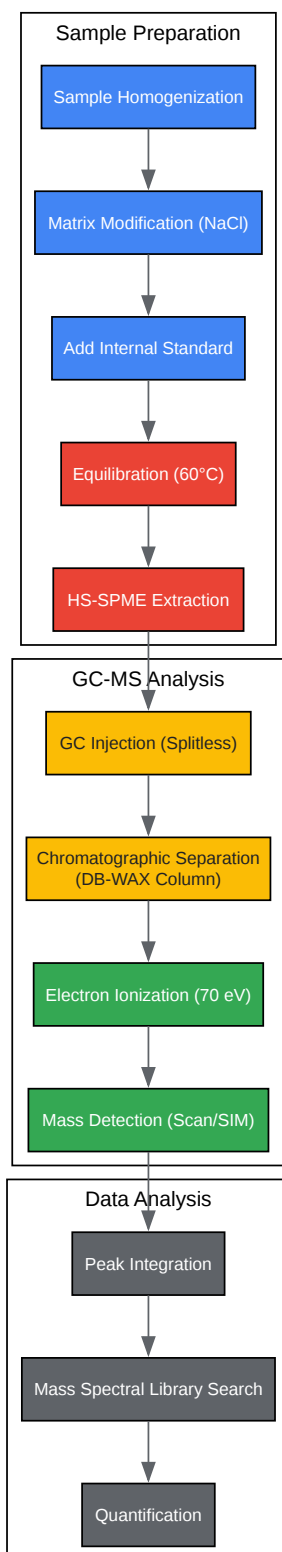 Sample Preparation
Sample Homogenization
Matrix Modification (NaCl)
Add Internal Standard
Equilibration (60°C)
HS-SPME Extraction
GC-MS Analysis
GC Injection (Splitless)
Chromatographic Separation
(DB-WAX Column)
Electron Ionization (70 eV)
Mass Detection (Scan/SIM)
Data Analysis
Peak Integration
Mass Spectral Library Search
Quantification